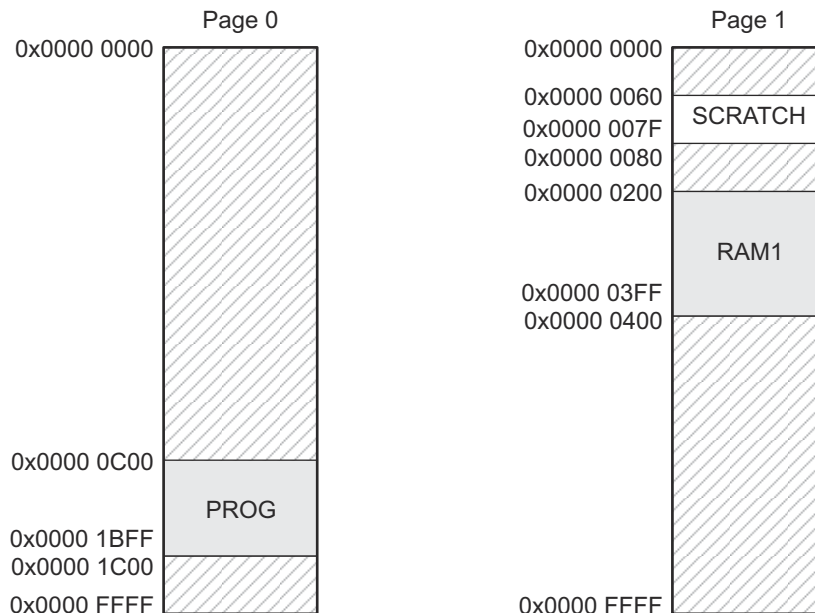 Page 0
0x0000 0000
0x0000 0C00
PROG
0x0000 1BFF
0x0000 1C00
0x0000 FFFF
Page 1
0x0000 0000
0x0000 0060
SCRATCH
0x0000 007F
0x0000 0080
0x0000 0200
RAM1
0x0000 03FF
0x0000 0400
0x0000 FFFF